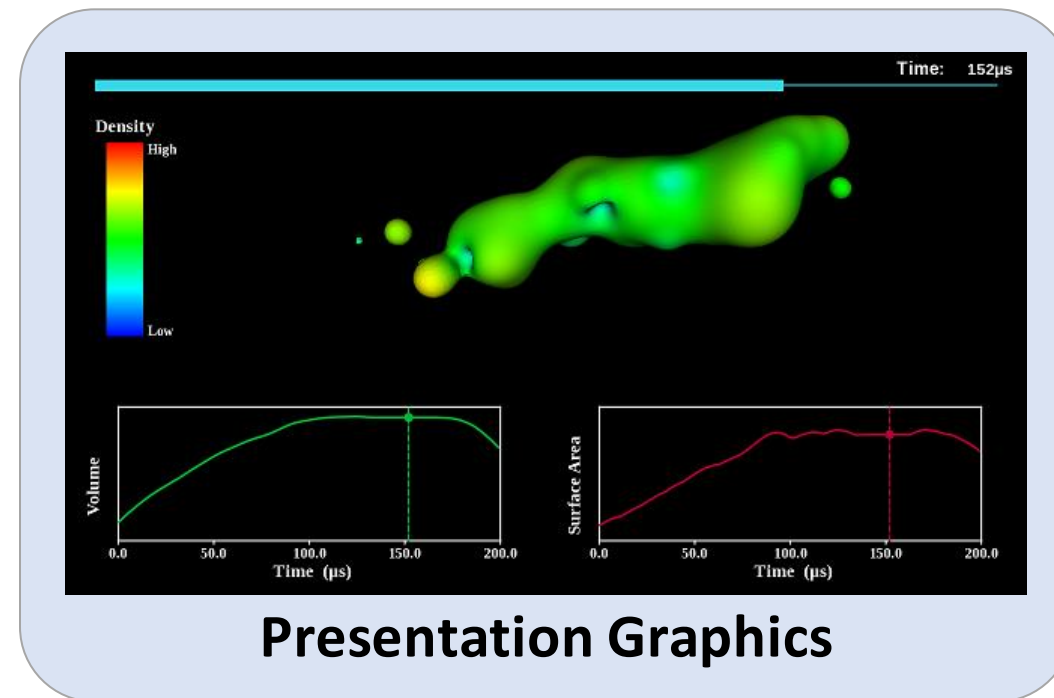 Time: 152µs
Density
High
Low
Volume
0.0 50.0 100.0 150.0 200.0
Time (µs)
Surface Area
0.0 50.0 100.0 150.0 200.0
Time (µs)
Presentation Graphics